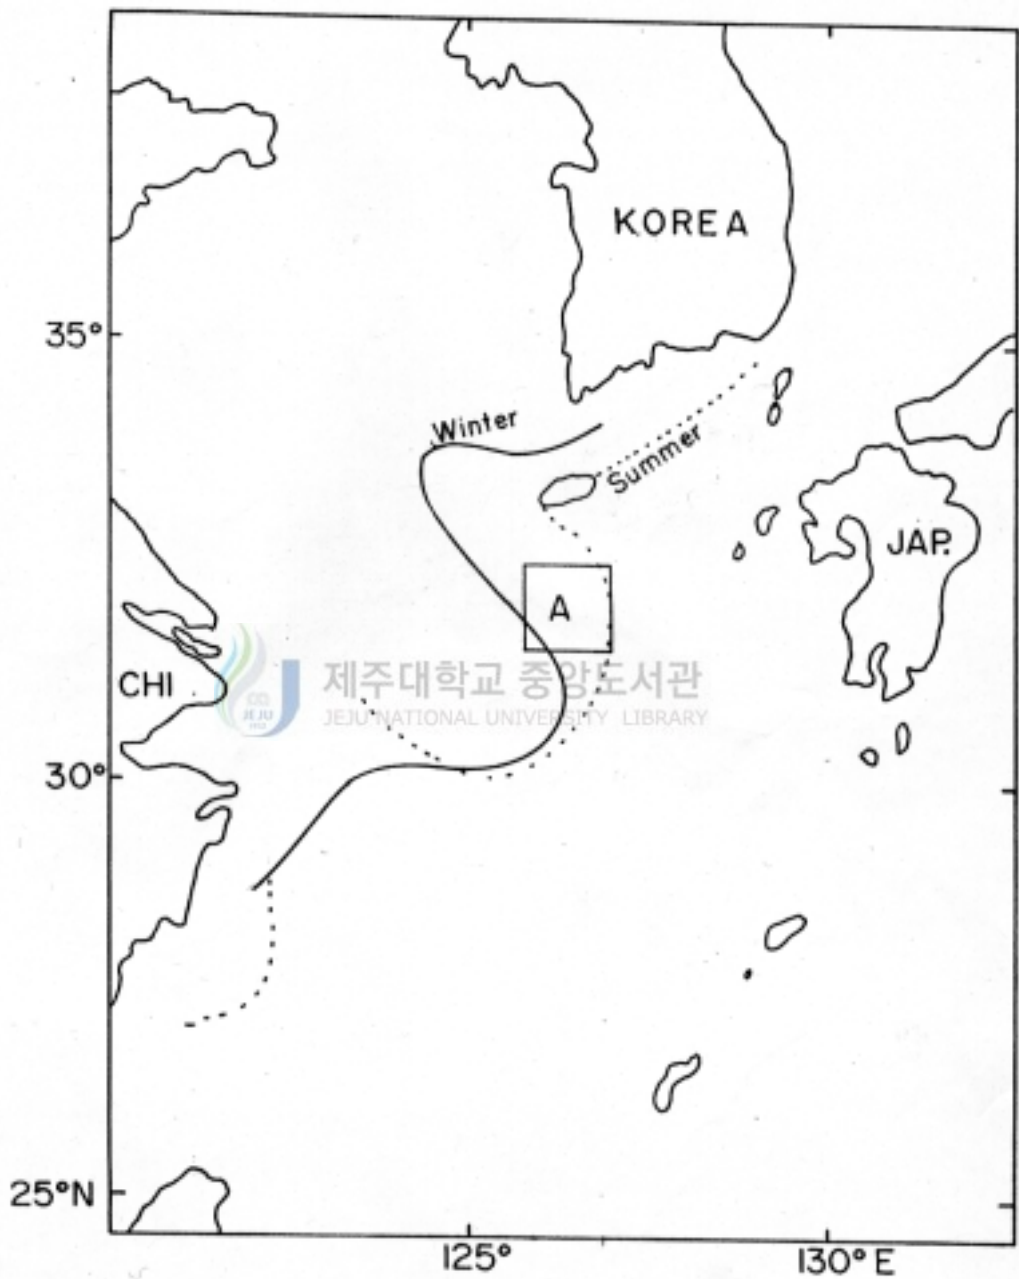 KOREA
35°
Winter
Summer
JAP.
A
CHI
제주대학교 중앙도서관
JEJU NATIONAL UNIVERSITY LIBRARY
JEJU
30°
25°N
125°
130°E